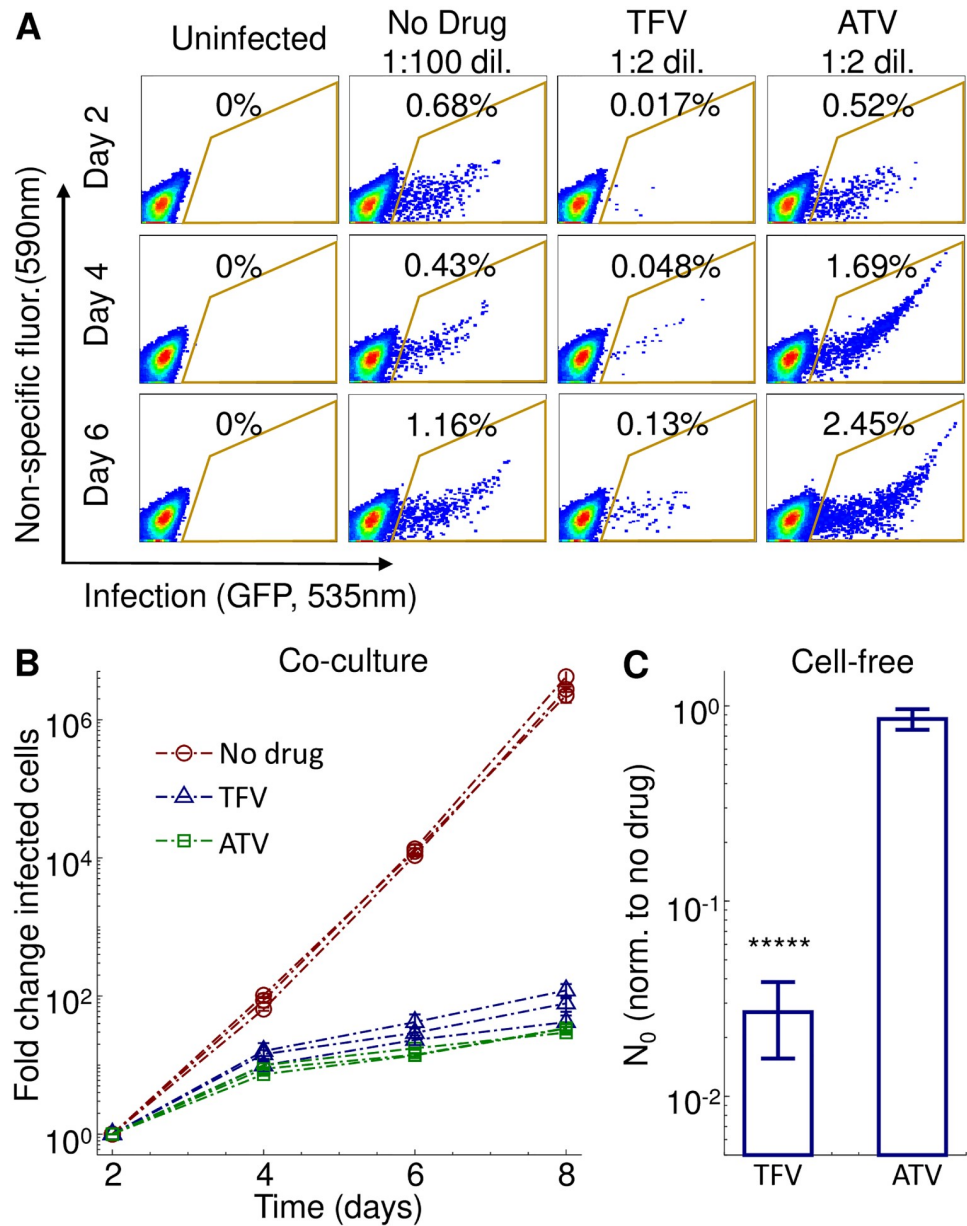 A
Uninfected
No Drug
1:100 dil.
TFV
1:2 dil.
ATV
1:2 dil.
Day 2
0%
0.68%
0.017%
0.52%
Day 4
0%
0.43%
0.048%
1.69%
Day 6
0%
1.16%
0.13%
2.45%
Non-specific fluor.(590nm)
Infection (GFP, 535nm)
B
Co-culture
Fold change infected cells
10^6
10^4
10^2
10^0
No drug
TFV
ATV
2
4
6
8
Time (days)
C
Cell-free
N_0 (norm. to no drug)
10^0
10^-1
10^-2
*****
TFV
ATV